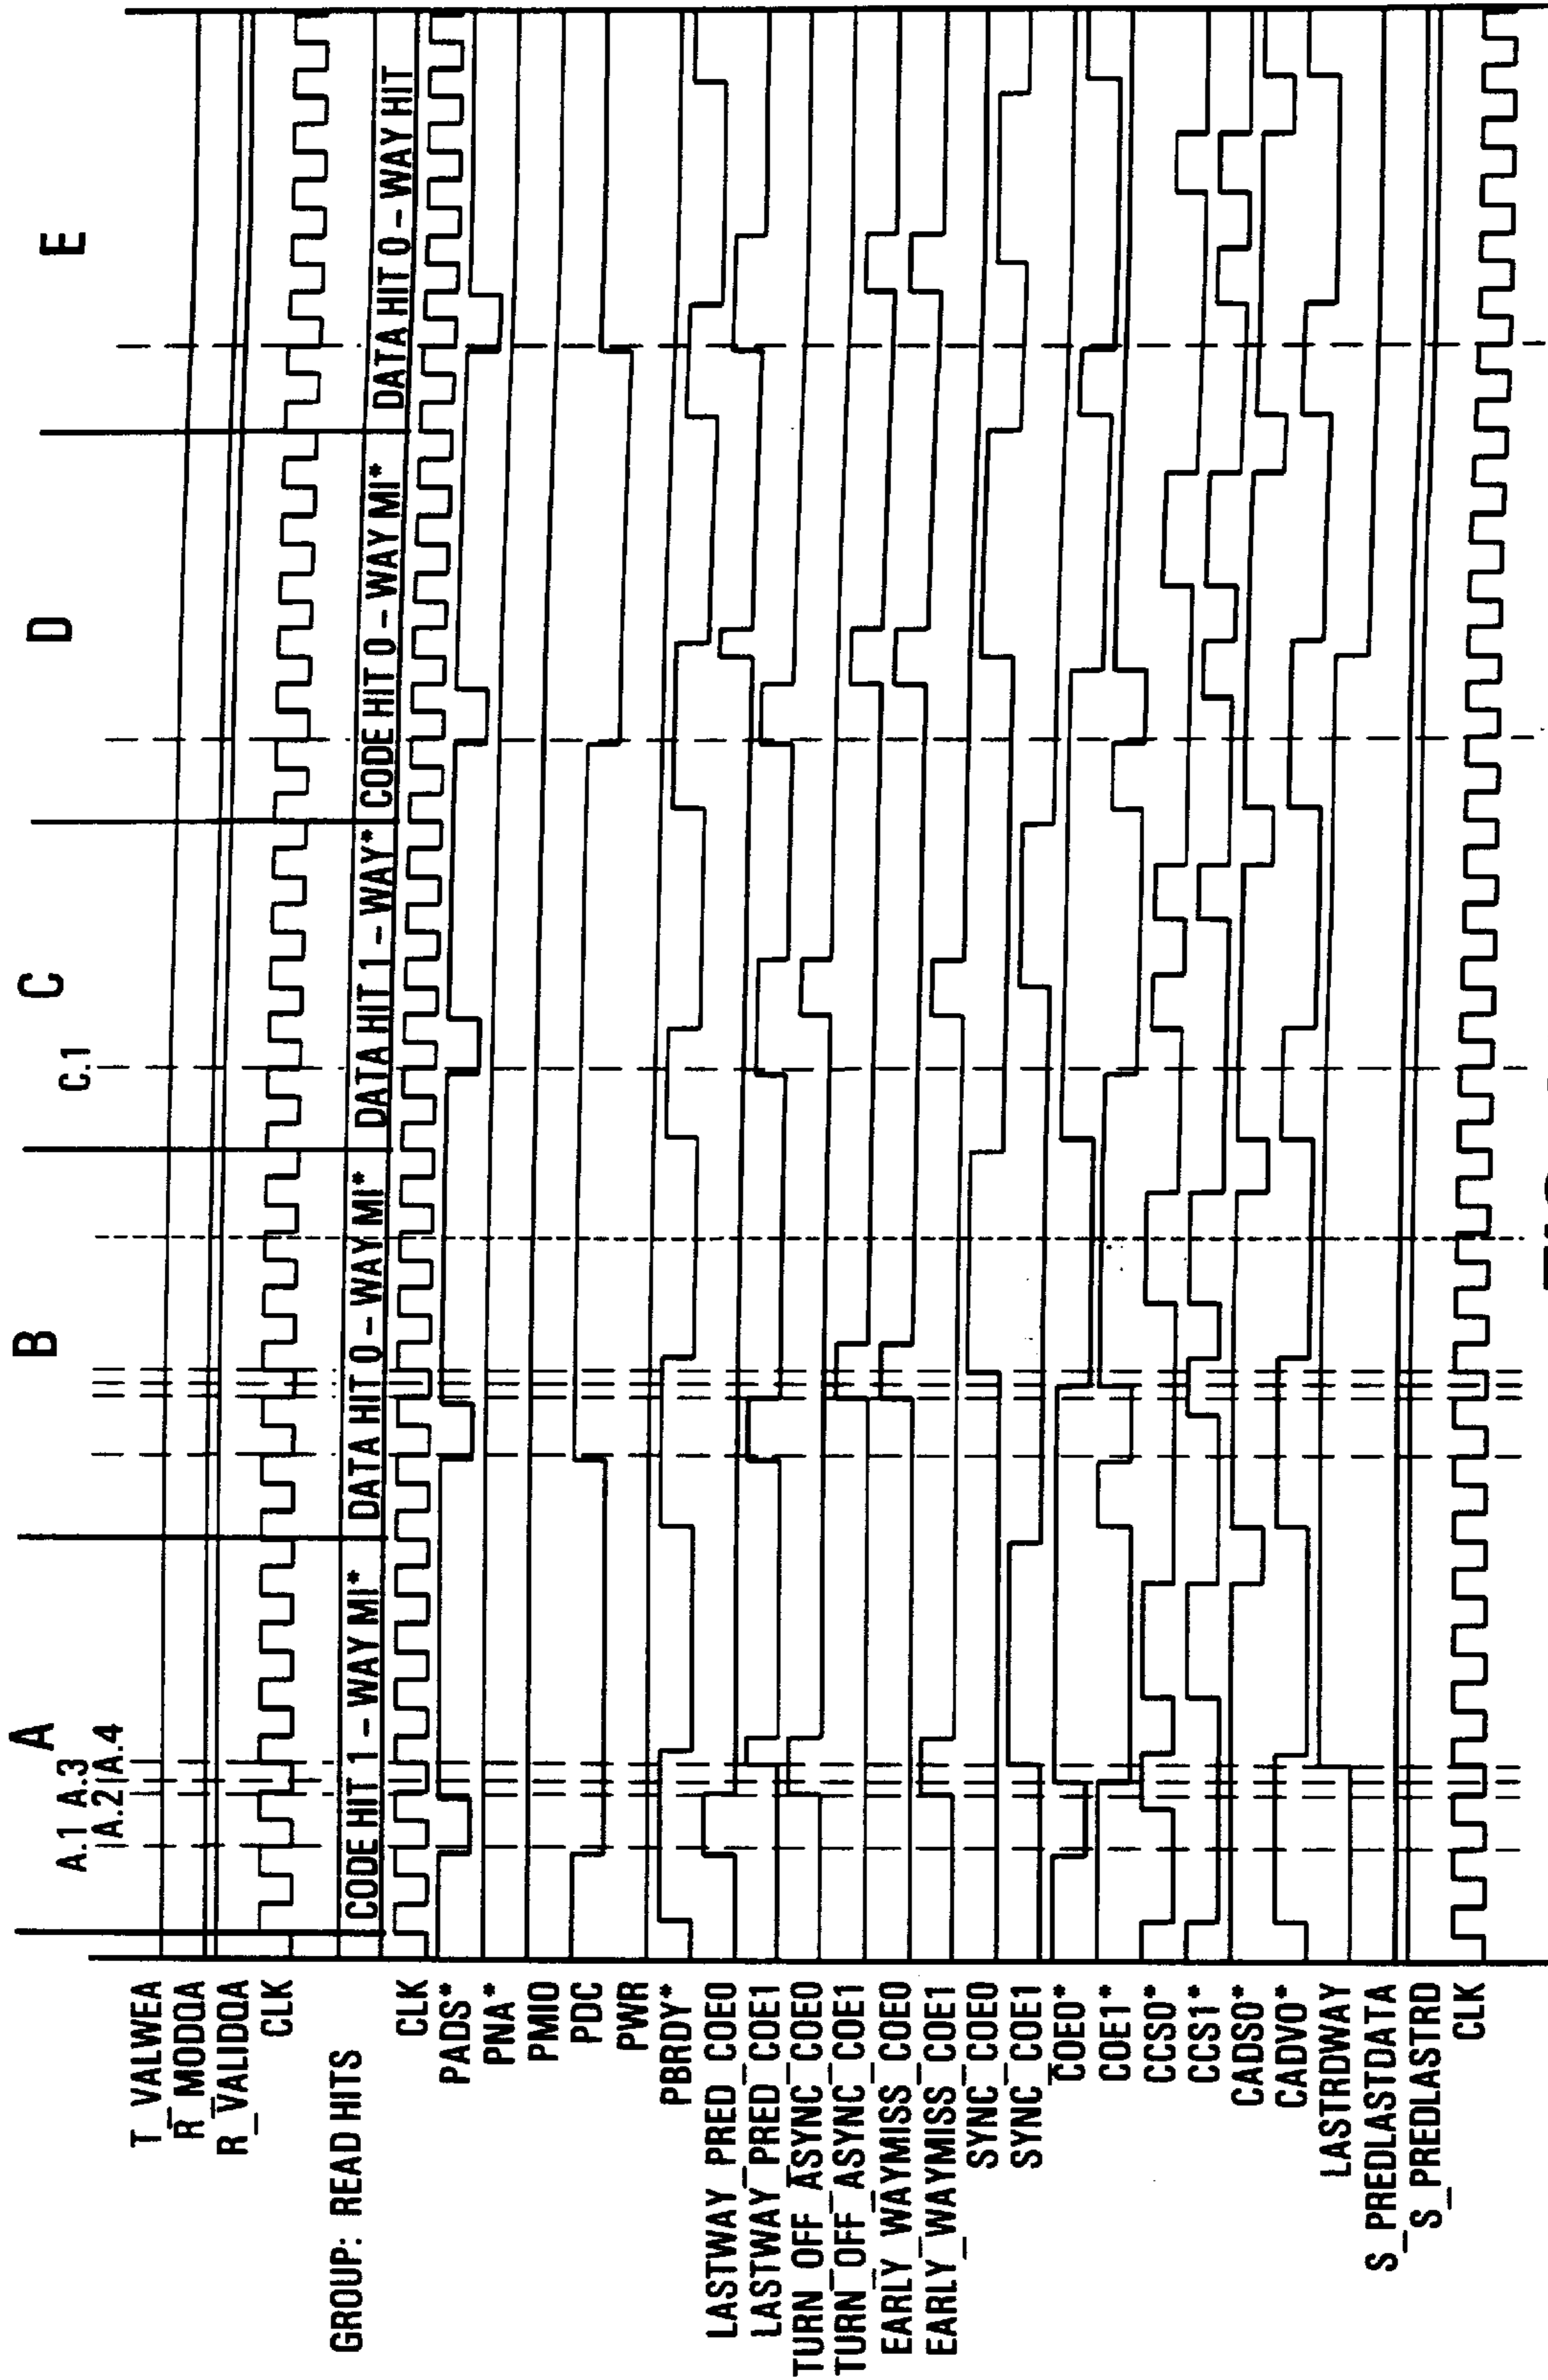 A B C D E
A.1 A.3 C.1
A.2 A.4
T_VALWEA
R_MODQA
R_VALIDQA
CLK
GROUP: READ HITS
CODE HIT 1 – WAY MI* DATA HIT 0 – WAY MI* DATA HIT 1 – WAY* CODE HIT 0 – WAY MI* DATA HIT 0 – WAY HIT
CLK
PADS*
PNA*
PMIO
PDC
PWR
PBRDY*
LASTWAY_PRED_COE0
LASTWAY_PRED_COE1
TURN_OFF_ASYNC_COE0
TURN_OFF_ASYNC_COE1
EARLY_WAYMISS_COE0
EARLY_WAYMISS_COE1
SYNC_COE0
SYNC_COE1
COE0*
COE1*
CCS0*
CCS1*
CADS0*
CADV0*
LASTRDWAY
S_PREDLASTDATA
S_PREDLASTRD
CLK